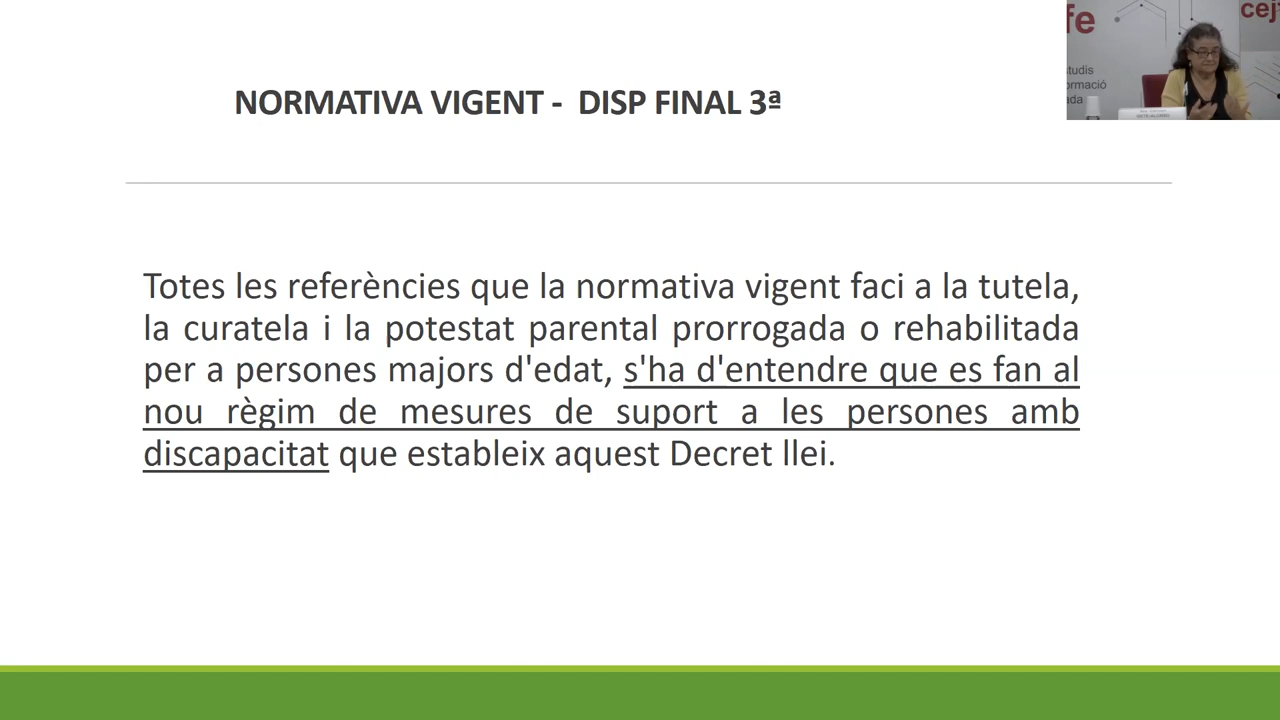 NORMATIVA VIGENT - DISP FINAL 3ª
fe
cej
studis
ormació
ada
Totes les referències que la normativa vigent faci a la tutela,
la curatela i la potestat parental prorrogada o rehabilitada
per a persones majors d'edat, s'ha d'entendre que es fan al
nou règim de mesures de suport a les persones amb
discapacitat que estableix aquest Decret llei.